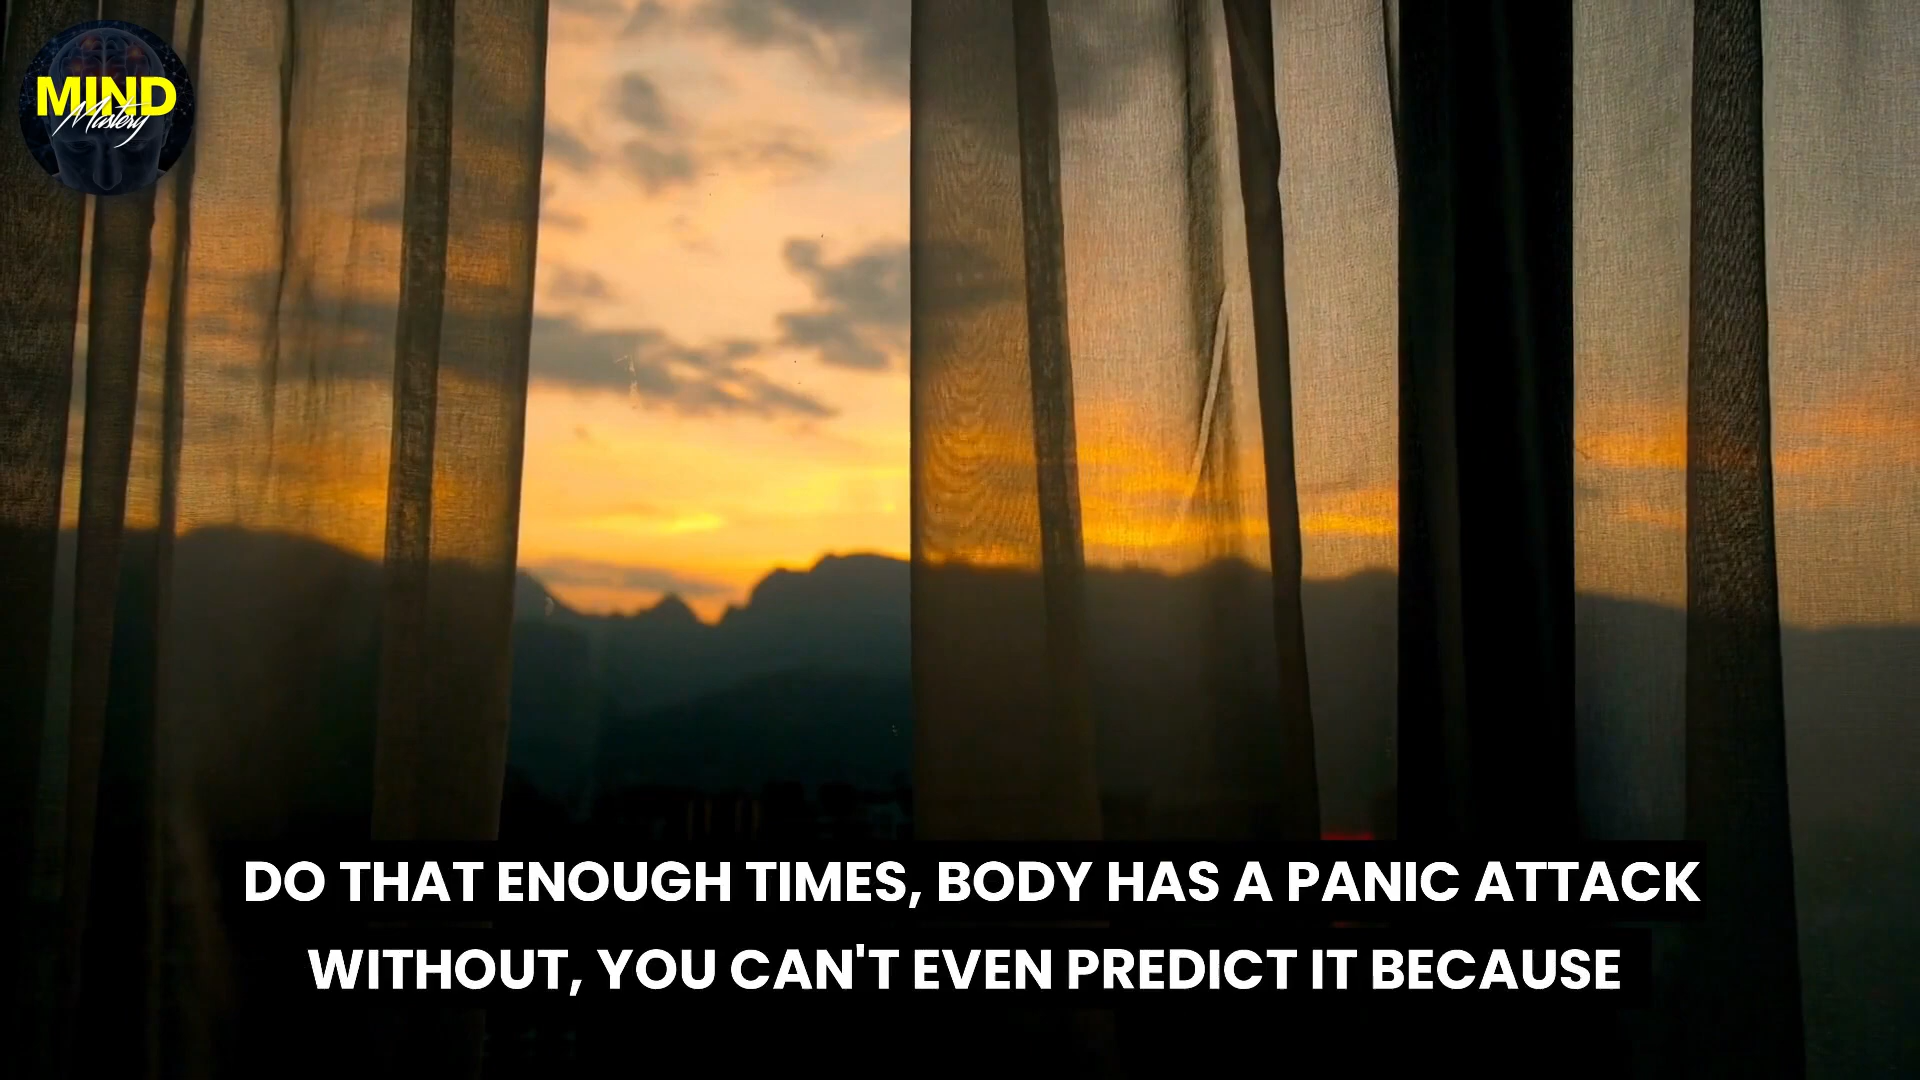 MIND
Mastery
DO THAT ENOUGH TIMES, BODY HAS A PANIC ATTACK
WITHOUT, YOU CAN'T EVEN PREDICT IT BECAUSE